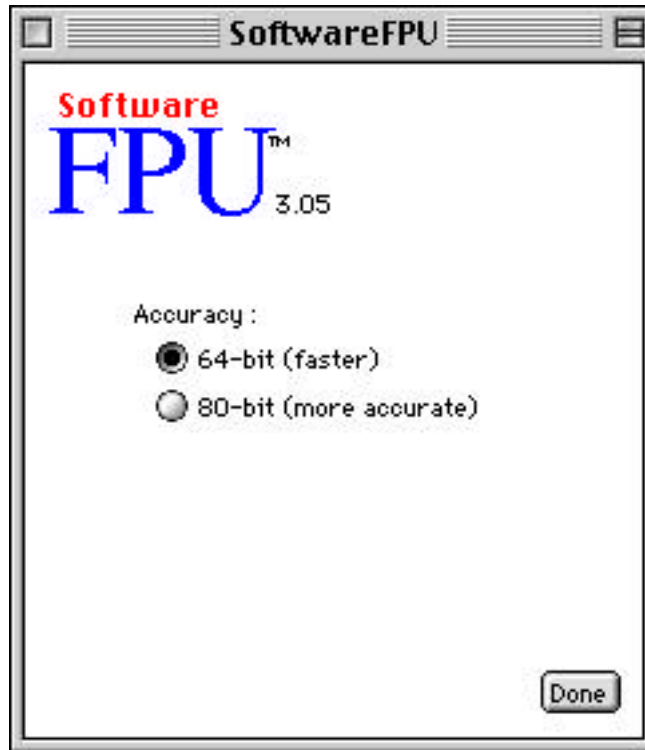 SoftwareFPU
Software
FPU™
3.05
Accuracy :
64-bit (faster)
80-bit (more accurate)
Done